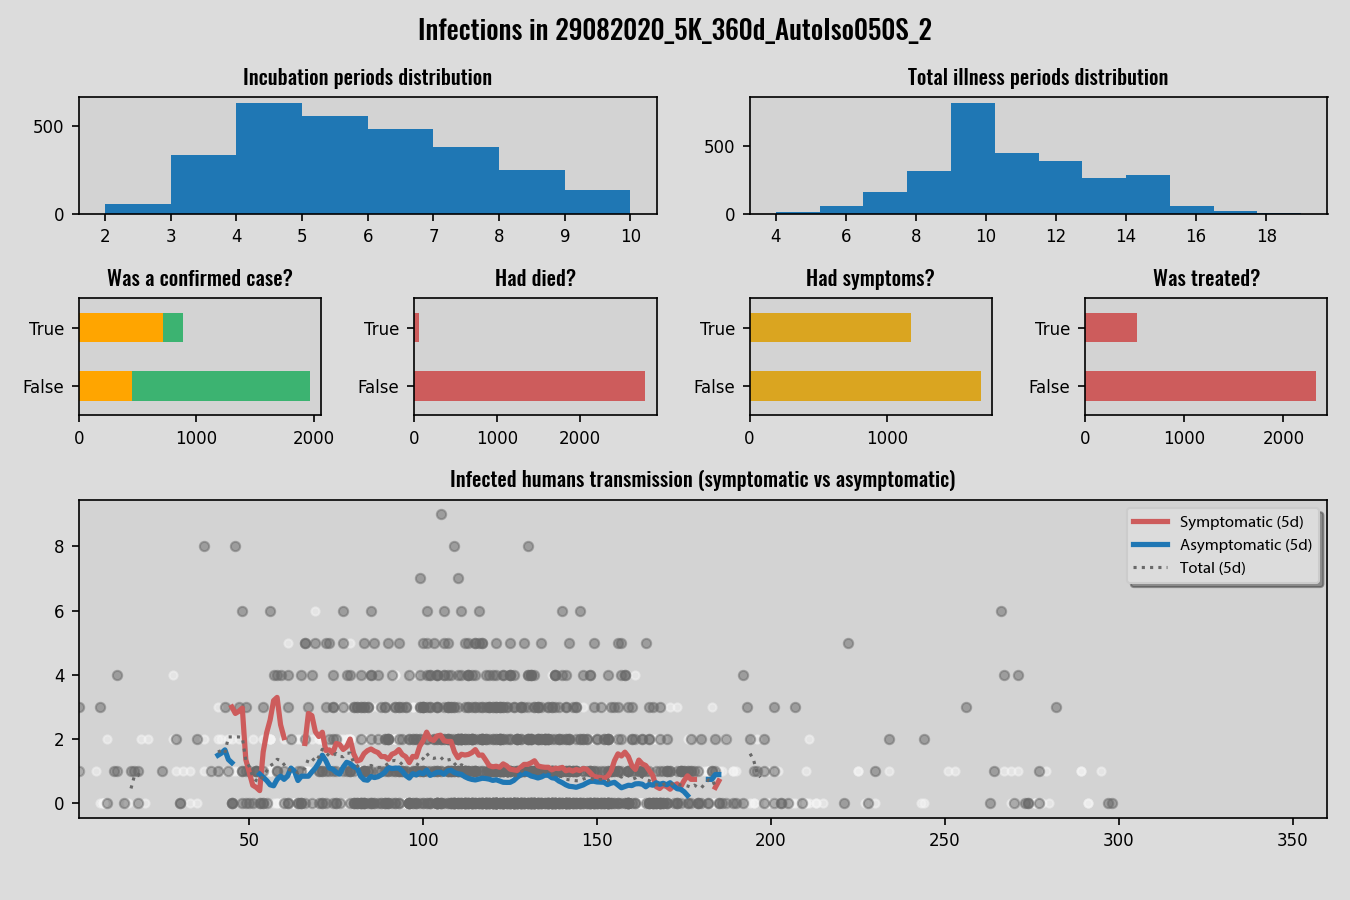 Infections in 29082020_5K_360d_AutoIso050S_2
Incubation periods distribution
500
0
2 3 4 5 6 7 8 9 10
Total illness periods distribution
500
0
4 6 8 10 12 14 16 18
Was a confirmed case?
True
False
0 1000 2000
Had died?
True
False
0 1000 2000
Had symptoms?
True
False
0 1000
Was treated?
True
False
0 1000 2000
Infected humans transmission (symptomatic vs asymptomatic)
8
6
4
2
0
50 100 150 200 250 300 350
Symptomatic (5d)
Asymptomatic (5d)
Total (5d)